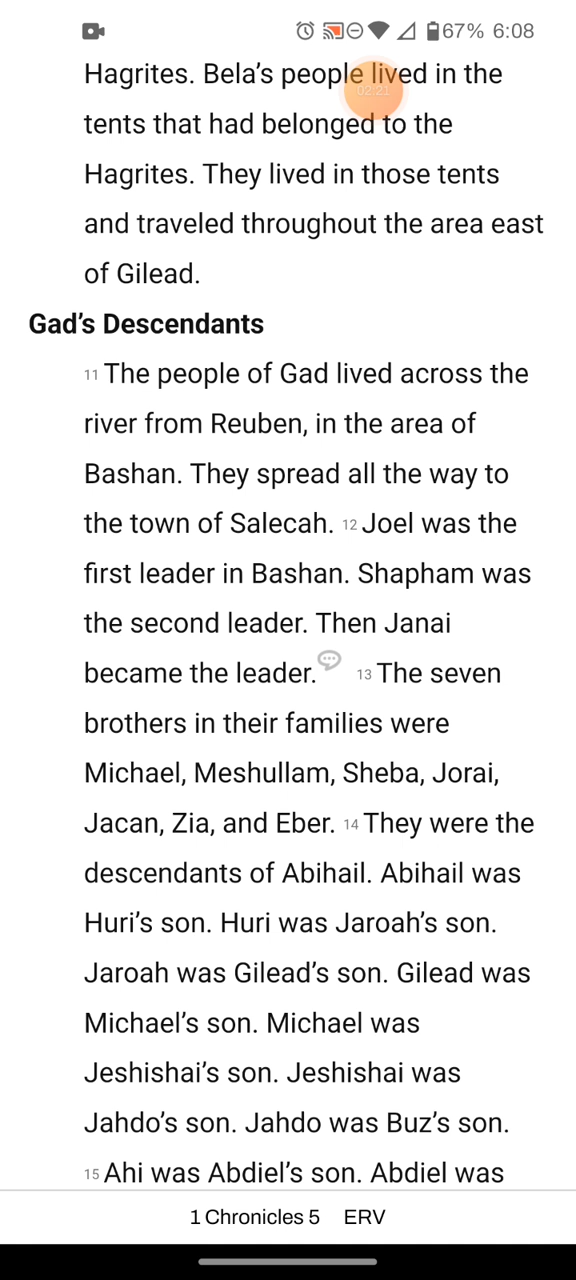 67% 6:08
Hagrites. Bela's people lived in the
02:21
tents that had belonged to the
Hagrites. They lived in those tents
and traveled throughout the area east
of Gilead.
Gad's Descendants
11 The people of Gad lived across the
river from Reuben, in the area of
Bashan. They spread all the way to
the town of Salecah. 12 Joel was the
first leader in Bashan. Shapham was
the second leader. Then Janai
became the leader. 13 The seven
brothers in their families were
Michael, Meshullam, Sheba, Jorai,
Jacan, Zia, and Eber. 14 They were the
descendants of Abihail. Abihail was
Huri's son. Huri was Jaroah's son.
Jaroah was Gilead's son. Gilead was
Michael's son. Michael was
Jeshishai's son. Jeshishai was
Jahdo's son. Jahdo was Buz's son.
15 Ahi was Abdiel's son. Abdiel was
1 Chronicles 5 ERV